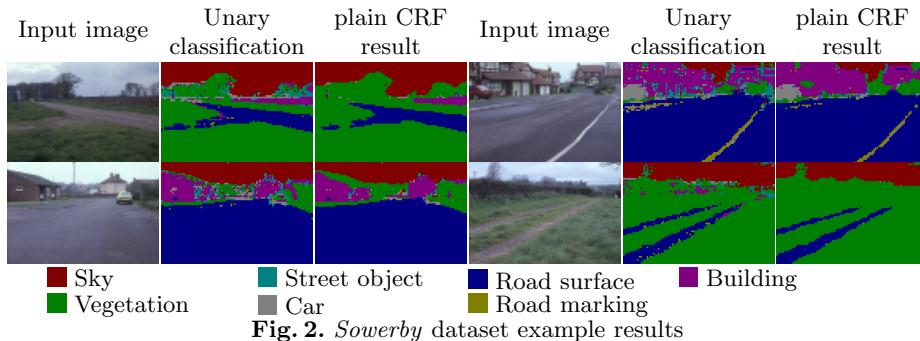 Input image Unary classification plain CRF result Input image Unary classification plain CRF result
Sky Street object Road surface Building
Vegetation Car Road marking
Fig. 2. Sowerby dataset example results